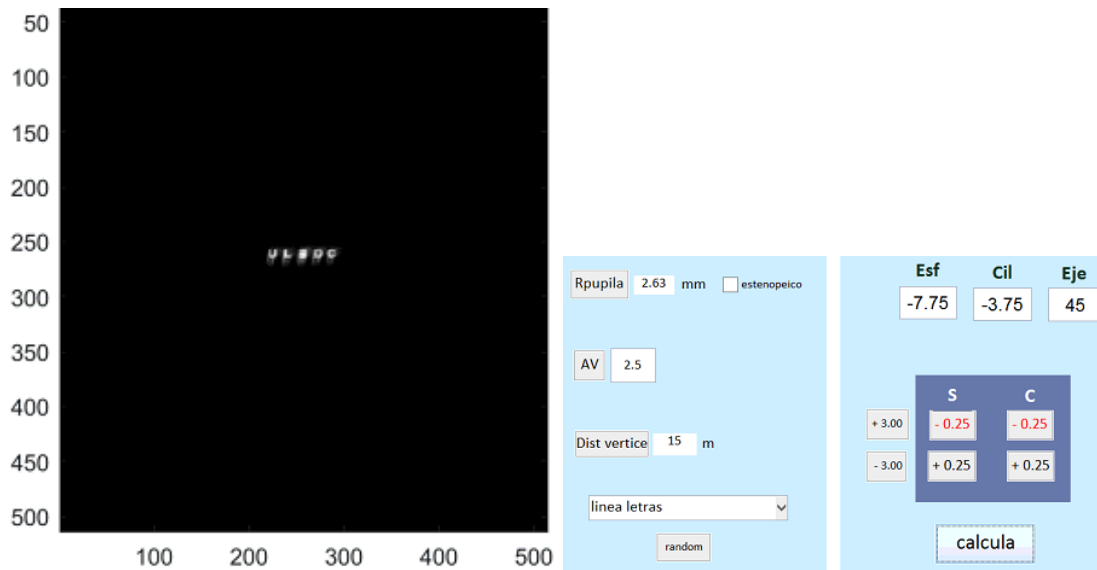 50
100
150
200
250
300
350
400
450
500
100 200 300 400 500
Rpupila 2.63 mm estenopeico
AV 2.5
Dist vertice 15 m
linea letras
random
Esf Cil Eje
-7.75 -3.75 45
S C
+ 3.00 - 0.25 - 0.25
- 3.00 + 0.25 + 0.25
calcula